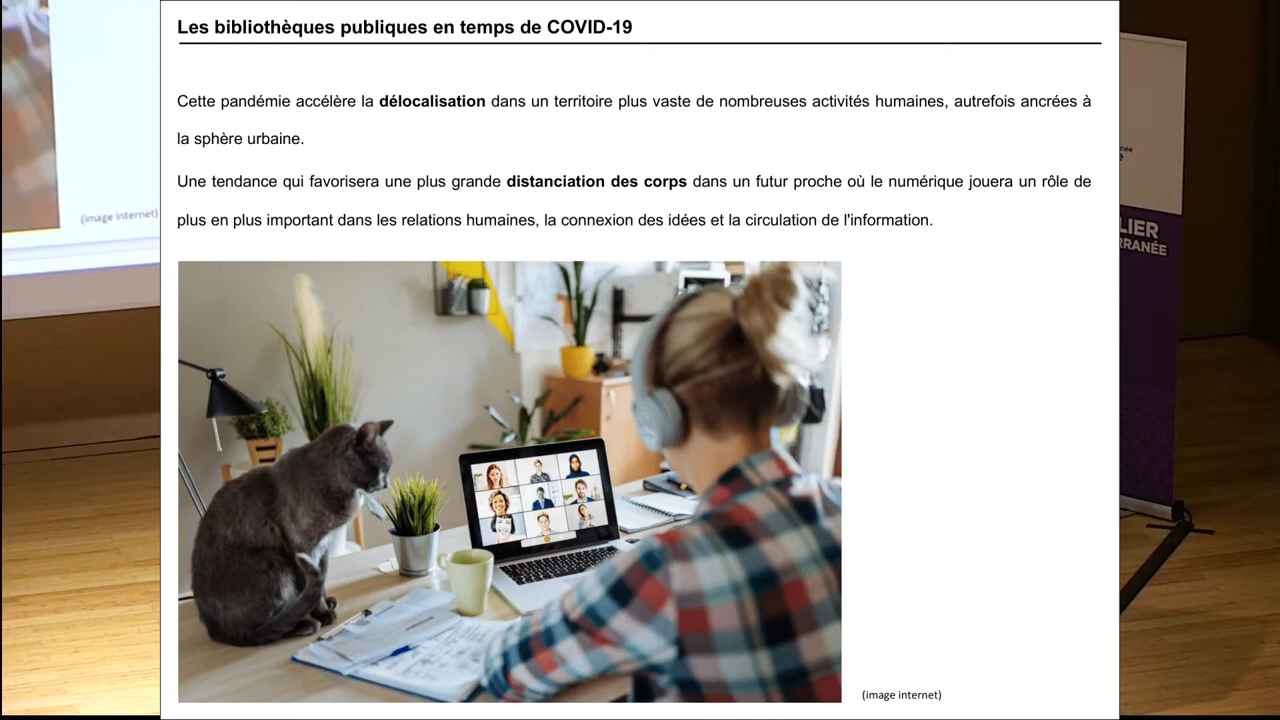 Les bibliothèques publiques en temps de COVID-19
Cette pandémie accélère la délocalisation dans un territoire plus vaste de nombreuses activités humaines, autrefois ancrées à
la sphère urbaine.
Une tendance qui favorisera une plus grande distanciation des corps dans un futur proche où le numérique jouera un rôle de
plus en plus important dans les relations humaines, la connexion des idées et la circulation de l'information.
(image internet)
(image internet)
LIER
RRANÉE